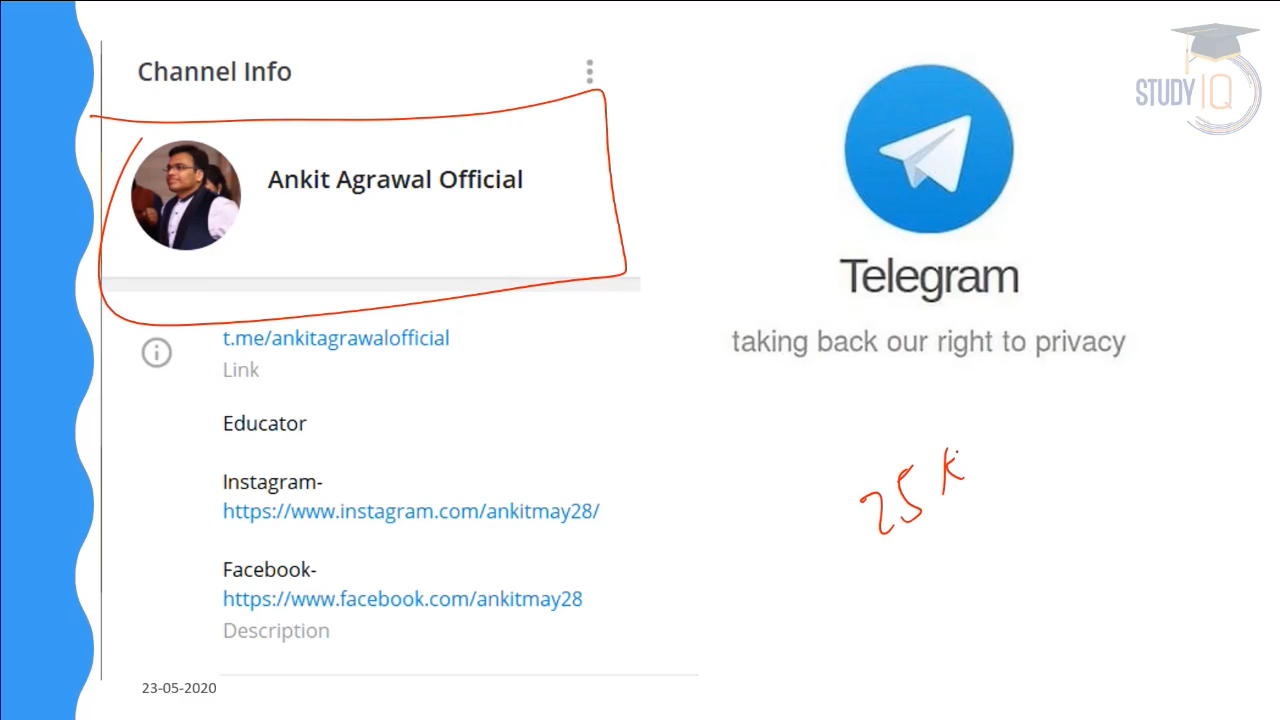 Channel Info
Ankit Agrawal Official
t.me/ankitagrawalofficial
Link
Educator
Instagram-
https://www.instagram.com/ankitmay28/
Facebook-
https://www.facebook.com/ankitmay28
Description
23-05-2020
STUDY IQ
Telegram
taking back our right to privacy
25 K